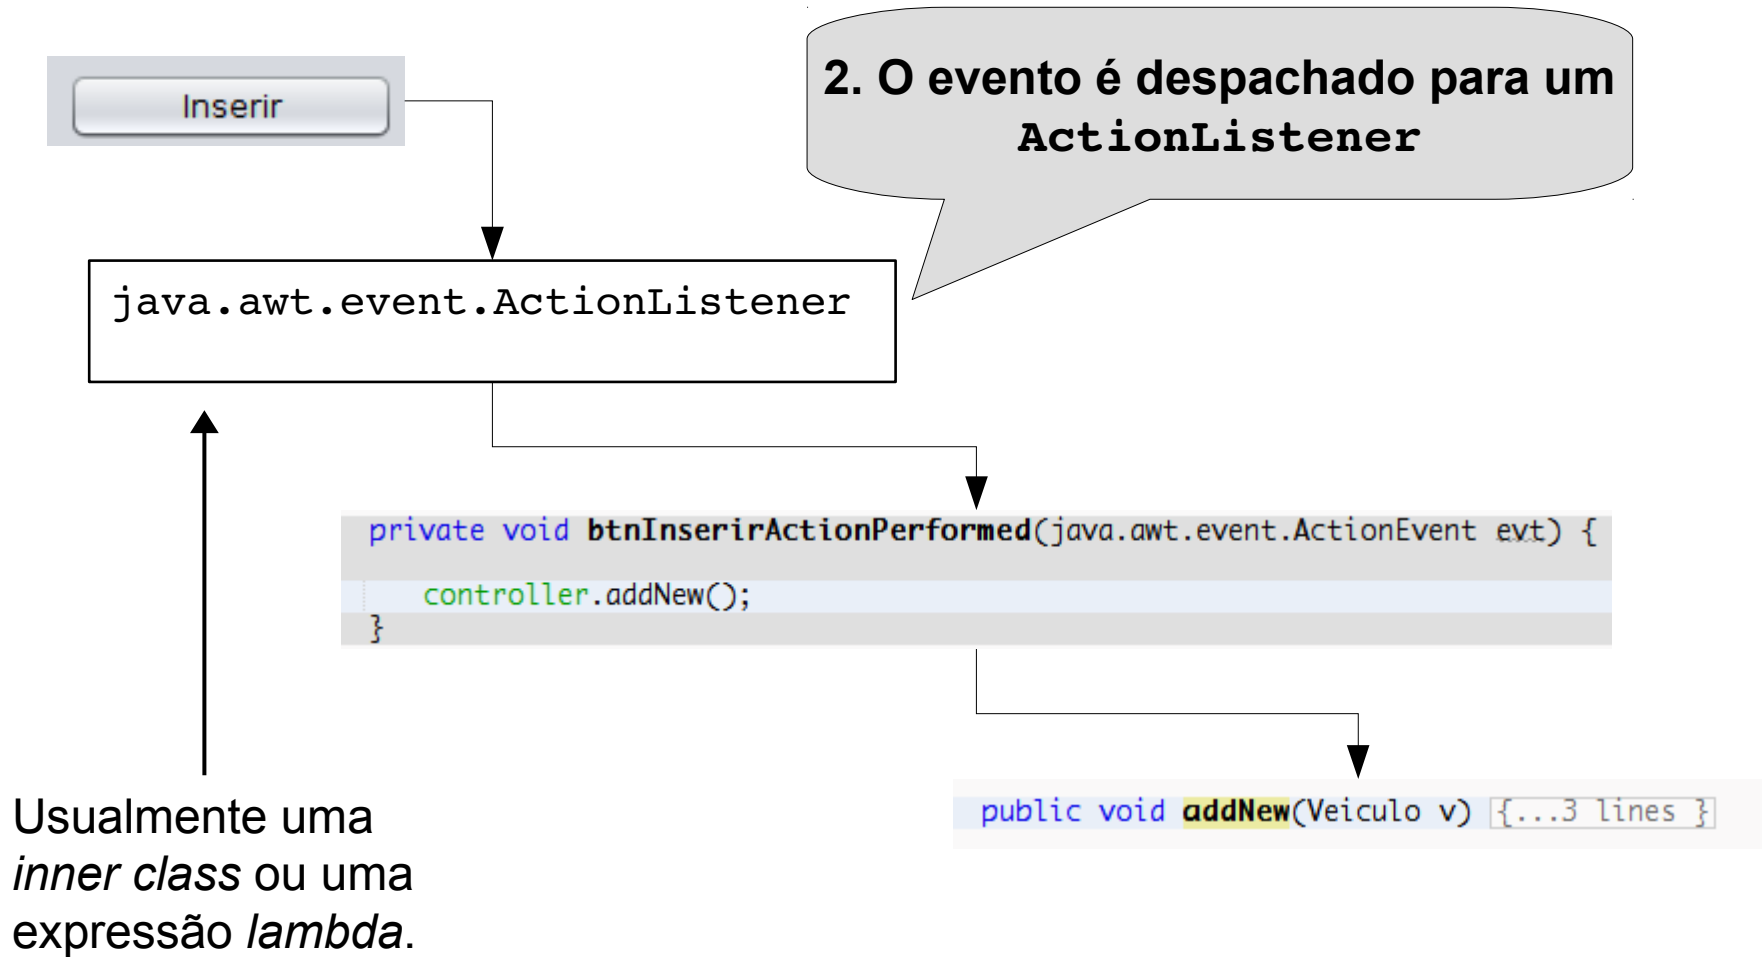 Inserir
2. O evento é despachado para um
ActionListener
java.awt.event.ActionListener
private void btnInserirActionPerformed(java.awt.event.ActionEvent evt) {
controller.addNew();
}
public void addNew(Veiculo v) {...3 lines }
Usualmente uma
inner class ou uma
expressão lambda.